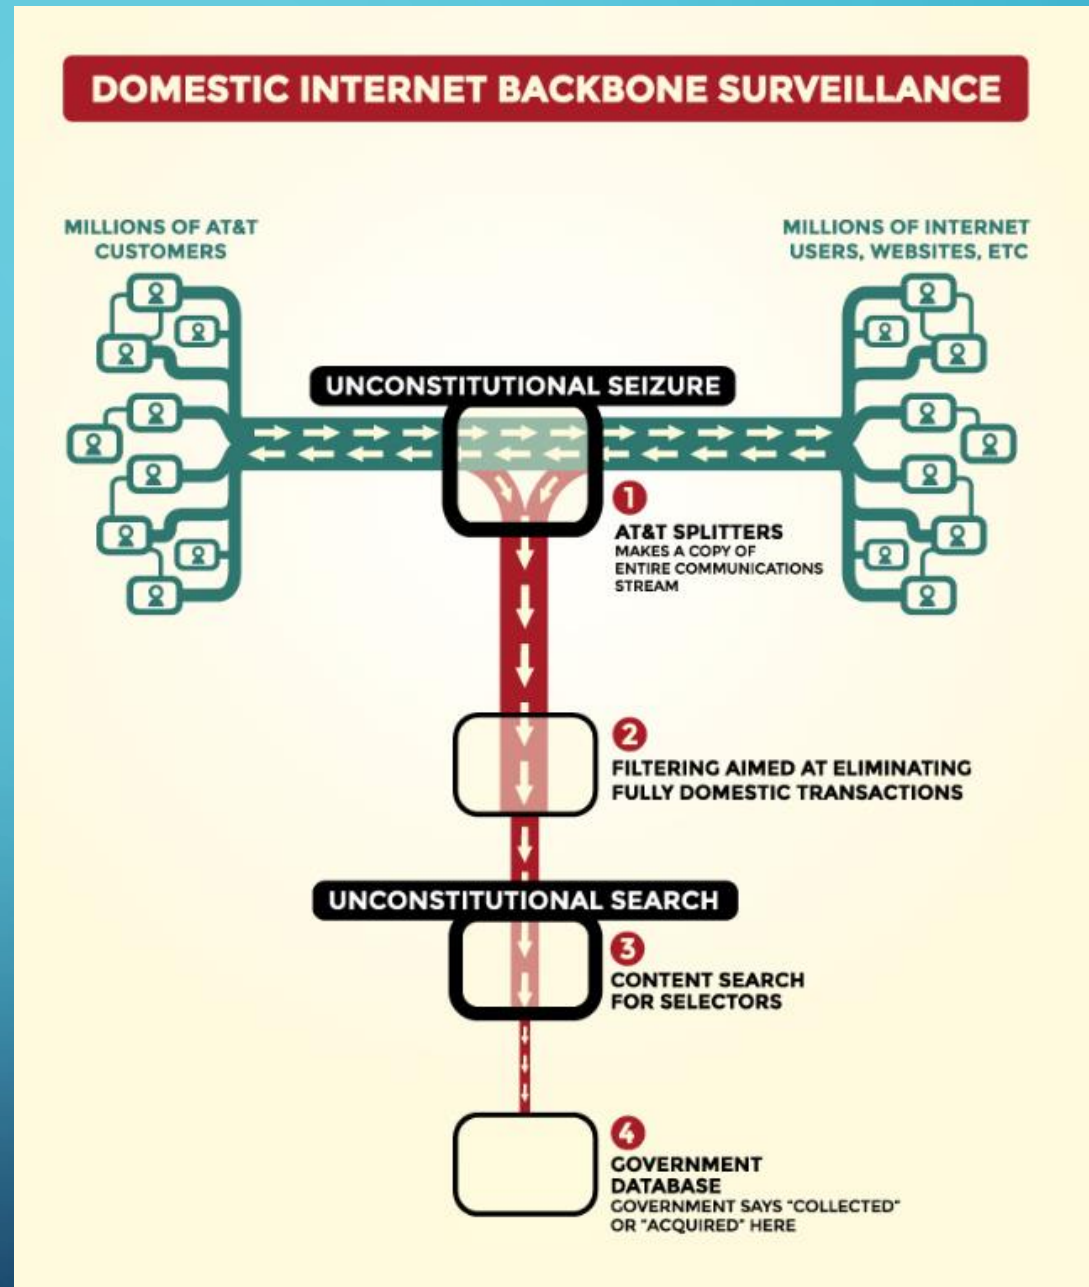 DOMESTIC INTERNET BACKBONE SURVEILLANCE
MILLIONS OF AT&T
CUSTOMERS
MILLIONS OF INTERNET
USERS, WEBSITES, ETC
UNCONSTITUTIONAL SEIZURE
1
AT&T SPLITTERS
MAKES A COPY OF
ENTIRE COMMUNICATIONS
STREAM
2
FILTERING AIMED AT ELIMINATING
FULLY DOMESTIC TRANSACTIONS
UNCONSTITUTIONAL SEARCH
3
CONTENT SEARCH
FOR SELECTORS
4
GOVERNMENT
DATABASE
GOVERNMENT SAYS "COLLECTED"
OR "ACQUIRED" HERE